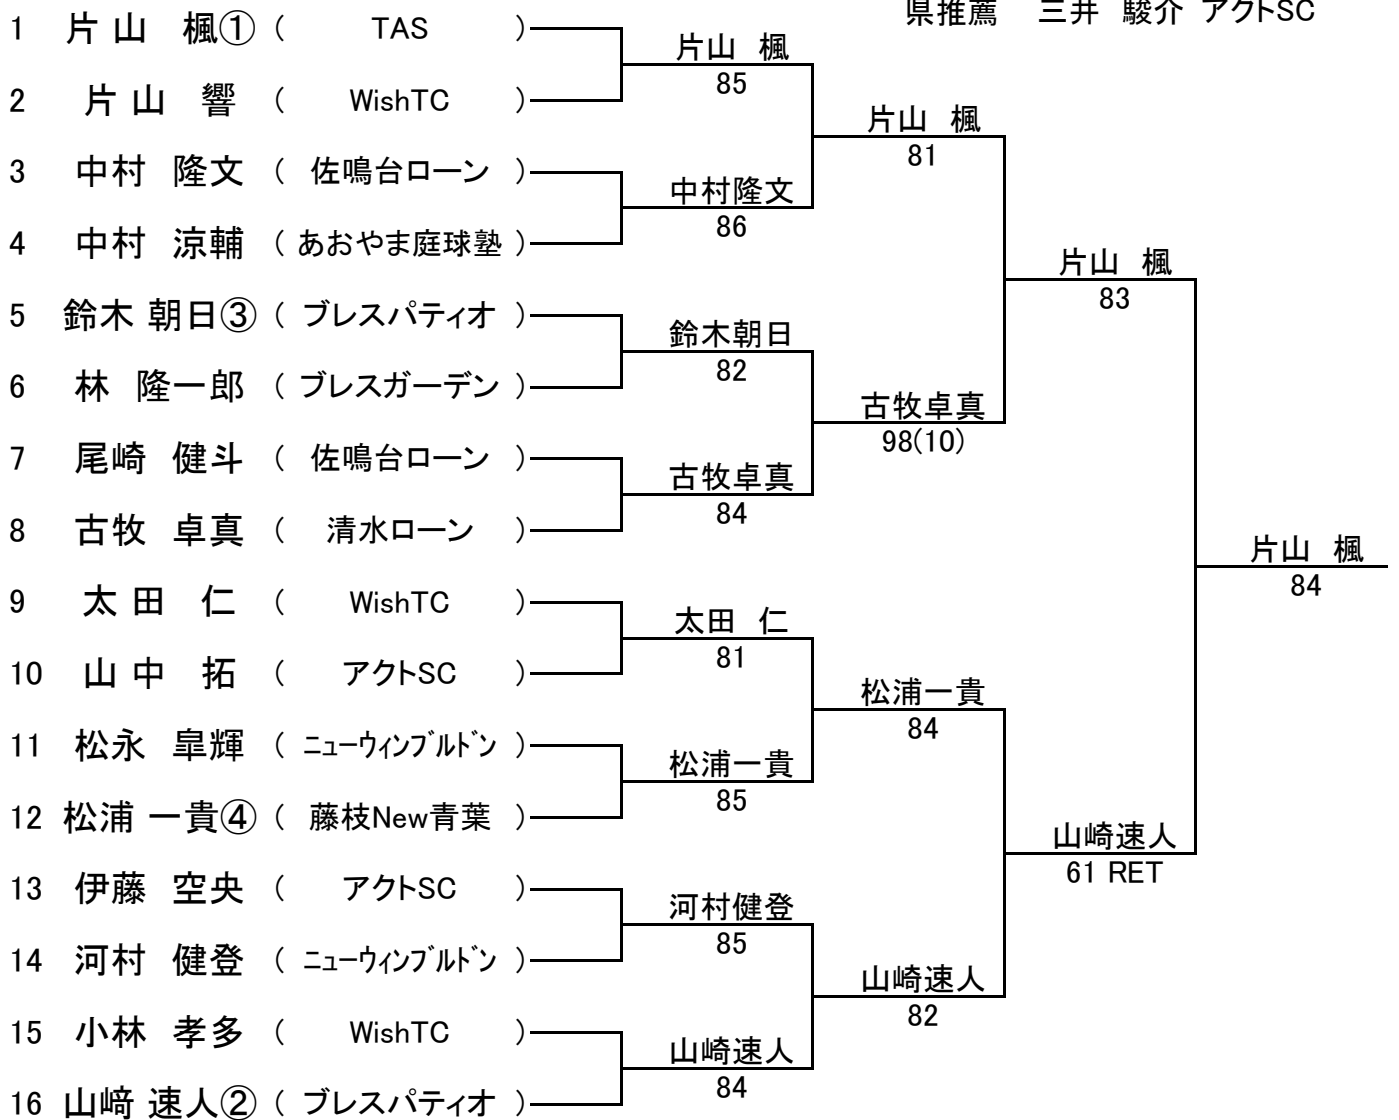 県推薦 三井 駿介 アクトSC
1 片 山 楓① ( TAS )
片山 楓
85
2 片 山 響 ( WishTC )
片山 楓
81
3 中村 隆文 ( 佐鳴台ローン )
中村隆文
86
4 中村 涼輔 ( あおやま庭球塾 )
片山 楓
83
5 鈴木 朝日③ ( ブレスパティオ )
鈴木朝日
82
6 林 隆一郎 ( ブレスガーデン )
古牧卓真
98(10)
7 尾崎 健斗 ( 佐鳴台ローン )
古牧卓真
84
8 古牧 卓真 ( 清水ローン )
片山 楓
84
9 太 田 仁 ( WishTC )
太田 仁
81
10 山 中 拓 ( アクトSC )
松浦一貴
84
11 松永 皐輝 ( ニューウィンブルドン )
松浦一貴
85
12 松浦 一貴④ ( 藤枝New青葉 )
山崎速人
61 RET
13 伊藤 空央 ( アクトSC )
河村健登
85
14 河村 健登 ( ニューウィンブルドン )
山崎速人
82
15 小林 孝多 ( WishTC )
山崎速人
84
16 山﨑 速人② ( ブレスパティオ )